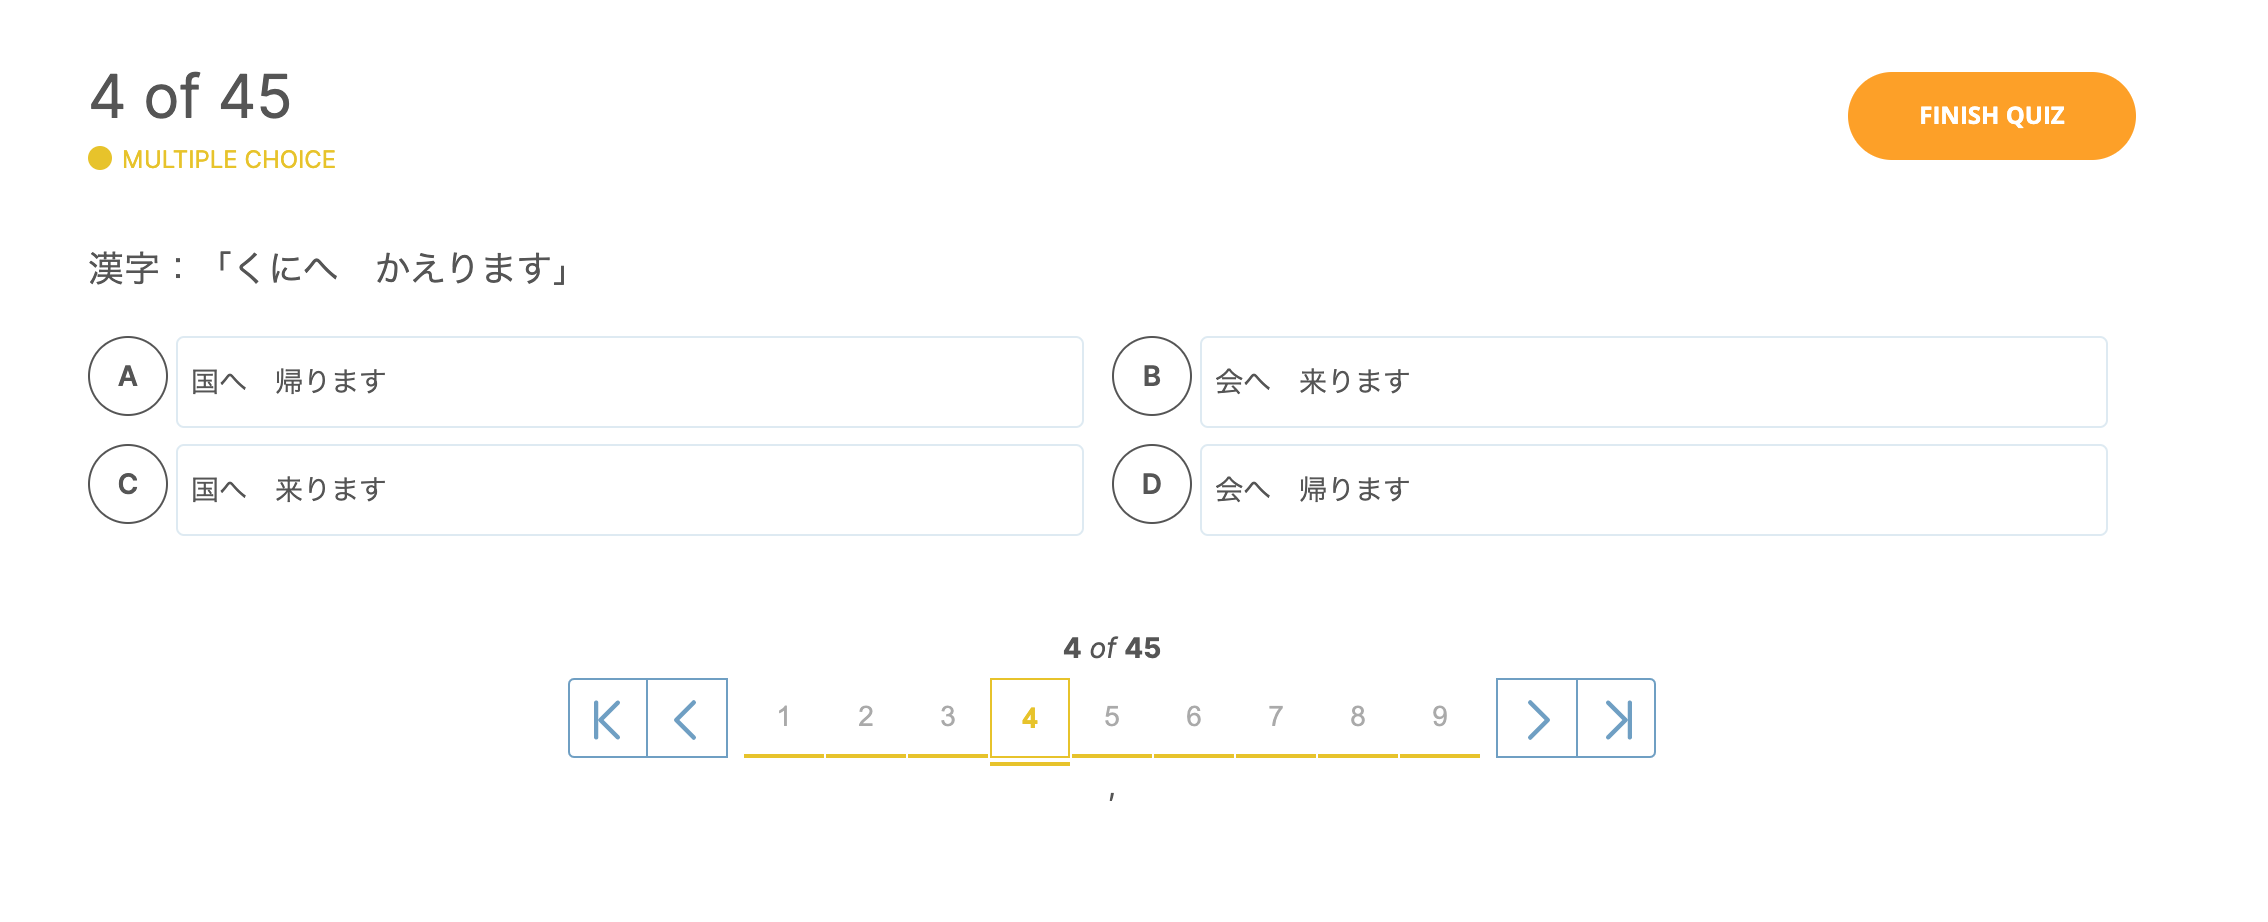 4 of 45
FINISH QUIZ
MULTIPLE CHOICE
漢字：「くにへ　かえります」
A 国へ　帰ります
B 会へ　来ります
C 国へ　来ります
D 会へ　帰ります
4 of 45
1 2 3 4 5 6 7 8 9
,